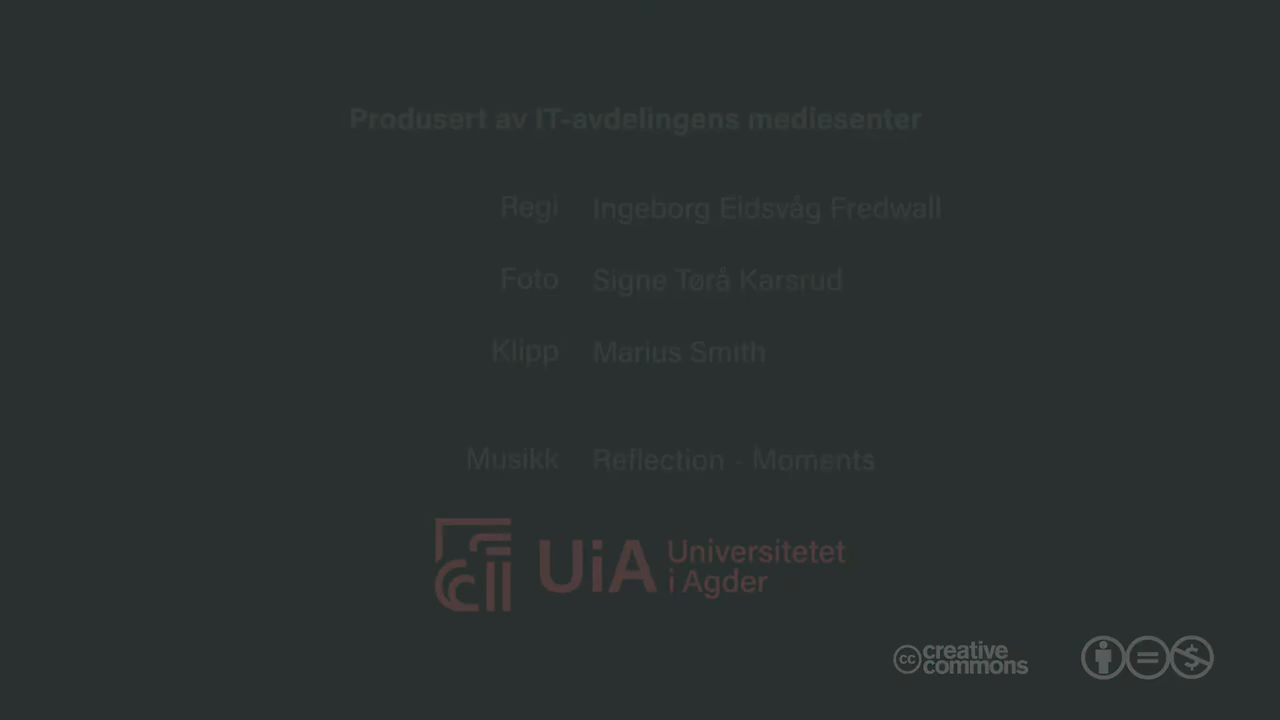 Produsert av IT-avdelingens mediesenter
Regi Ingeborg Eidsvåg Fredwall
Foto Signe Tørå Karsrud
Klipp Marius Smith
Musikk Reflection - Moments
UiA Universitetet
i Agder
cc creative
commons